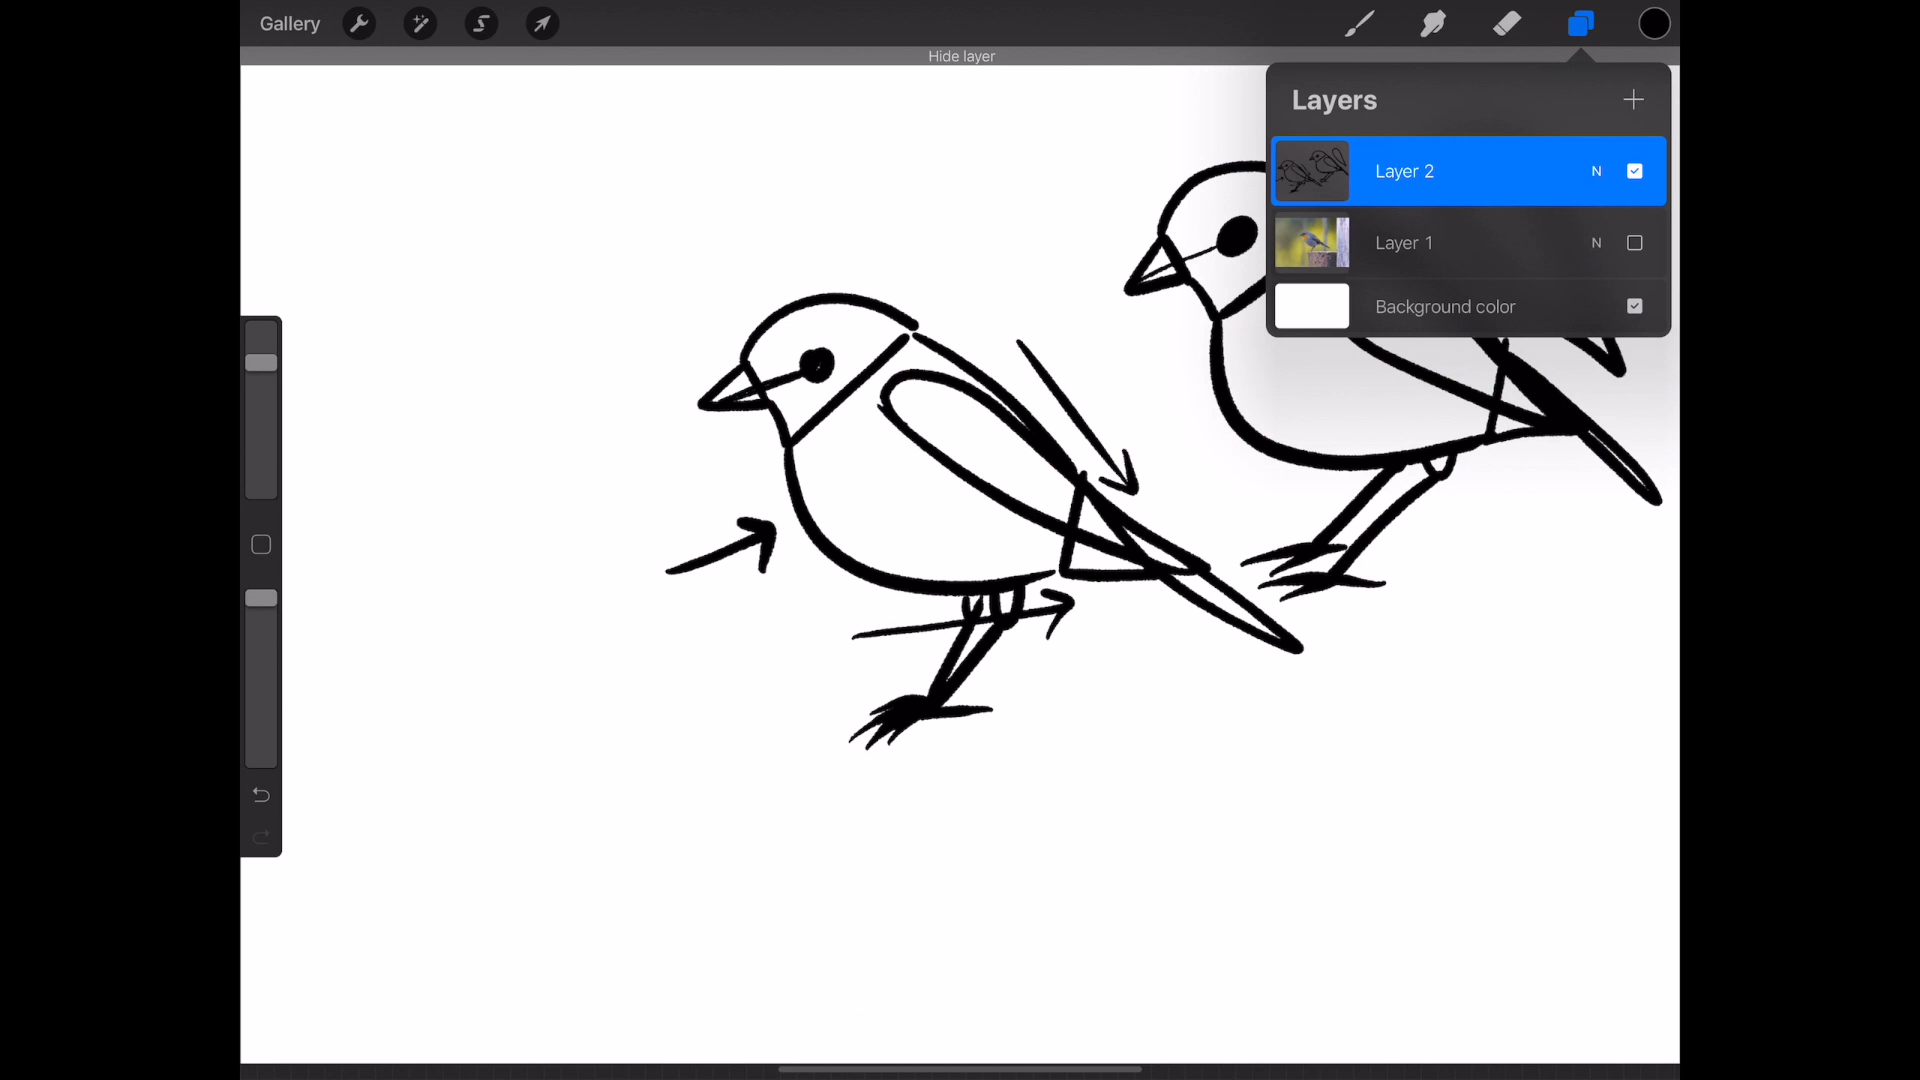 Gallery
Hide layer
Layers
Layer 2 N
Layer 1 N
Background color